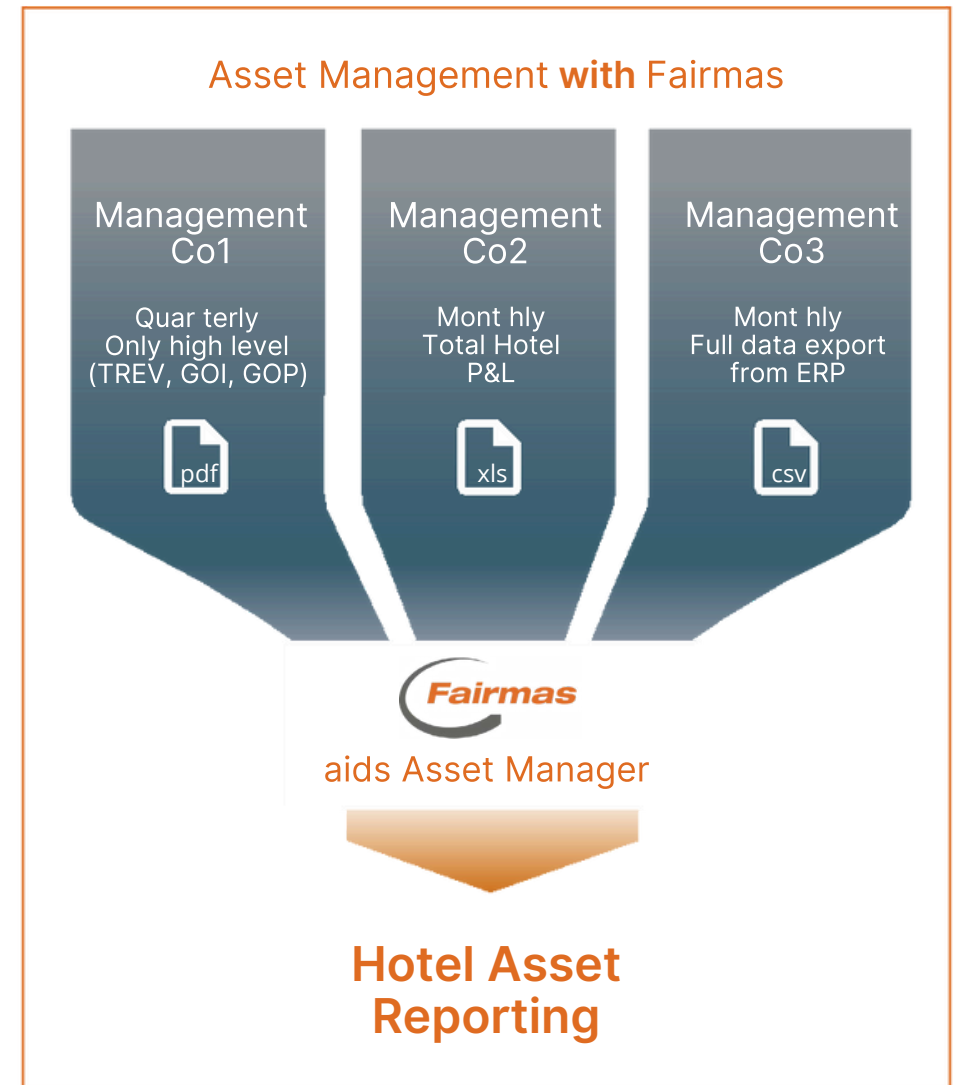 Asset Management with Fairmas
Management
Co1
Quar terly
Only high level
(TREV, GOI, GOP)
pdf
Management
Co2
Mont hly
Total Hotel
P&L
xls
Management
Co3
Mont hly
Full data export
from ERP
csv
Fairmas
aids Asset Manager
Hotel Asset
Reporting